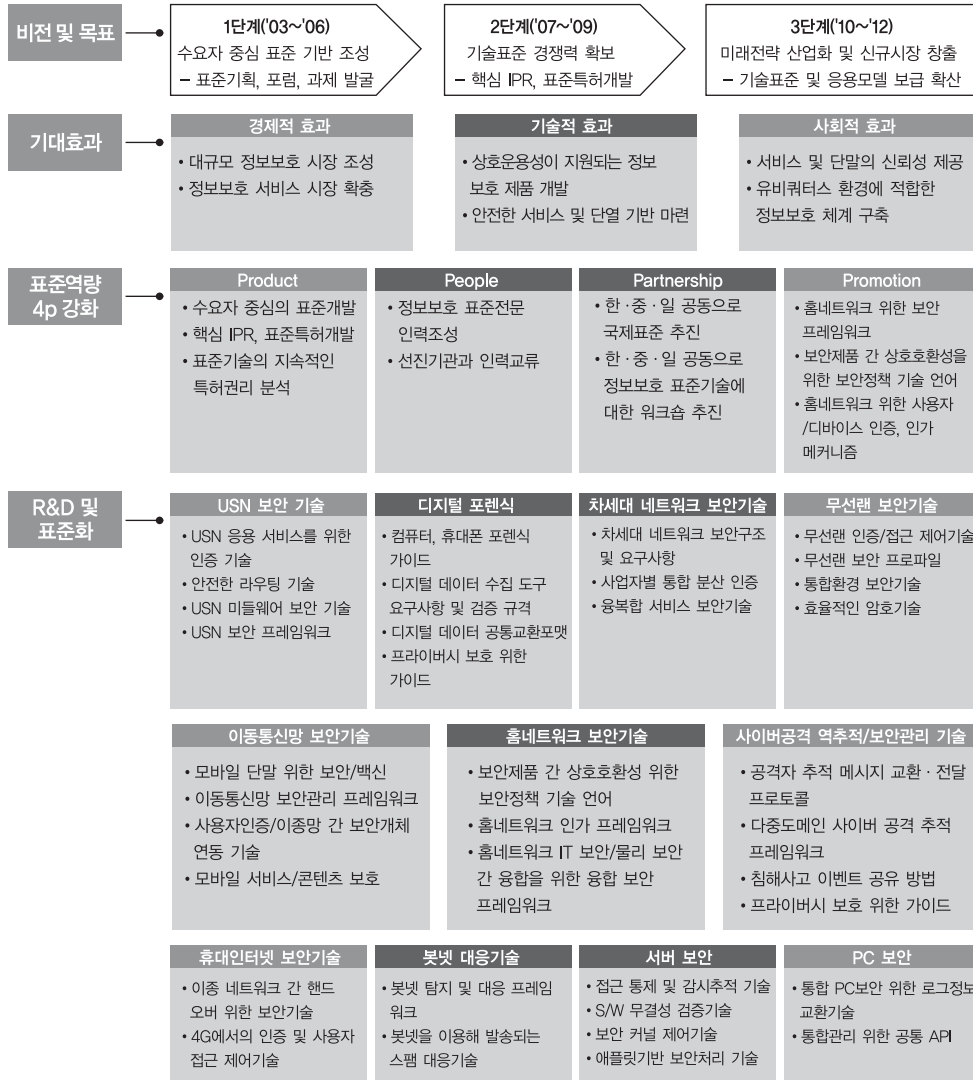 비전 및 목표
1단계('03~'06)
수요자 중심 표준 기반 조성
– 표준기획, 포럼, 과제 발굴
2단계('07~'09)
기술표준 경쟁력 확보
– 핵심 IPR, 표준특허개발
3단계('10~'12)
미래전략 산업화 및 신규시장 창출
– 기술표준 및 응용모델 보급 확산
기대효과
경제적 효과
• 대규모 정보보호 시장 조성
• 정보보호 서비스 시장 확충
기술적 효과
• 상호운용성이 지원되는 정보
보호 제품 개발
• 안전한 서비스 및 단열 기반 마련
사회적 효과
• 서비스 및 단말의 신뢰성 제공
• 유비쿼터스 환경에 적합한
정보보호 체계 구축
표준역량
4p 강화
Product
• 수요자 중심의 표준개발
• 핵심 IPR, 표준특허개발
• 표준기술의 지속적인
특허권리 분석
People
• 정보보호 표준전문
인력조성
• 선진기관과 인력교류
Partnership
• 한·중·일 공동으로
국제표준 추진
• 한·중·일 공동으로
정보보호 표준기술에
대한 워크숍 추진
Promotion
• 홈네트워크 위한 보안
프레임워크
• 보안제품 간 상호호환성을
위한 보안정책 기술 언어
• 홈네트워크 위한 사용자
/디바이스 인증, 인가
메커니즘
R&D 및
표준화
USN 보안 기술
• USN 응용 서비스를 위한
인증 기술
• 안전한 라우팅 기술
• USN 미들웨어 보안 기술
• USN 보안 프레임워크
디지털 포렌식
• 컴퓨터, 휴대폰 포렌식
가이드
• 디지털 데이터 수집 도구
요구사항 및 검증 규격
• 디지털 데이터 공통교환포맷
• 프라이버시 보호 위한
가이드
차세대 네트워크 보안기술
• 차세대 네트워크 보안구조
및 요구사항
• 사업자별 통합 분산 인증
• 융복합 서비스 보안기술
무선랜 보안기술
• 무선랜 인증/접근 제어기술
• 무선랜 보안 프로파일
• 통합환경 보안기술
• 효율적인 암호기술
이동통신망 보안기술
• 모바일 단말 위한 보안/백신
• 이동통신망 보안관리 프레임워크
• 사용자인증/이종망 간 보안개체
연동 기술
• 모바일 서비스/콘텐츠 보호
홈네트워크 보안기술
• 보안제품 간 상호호환성 위한
보안정책 기술 언어
• 홈네트워크 인가 프레임워크
• 홈네트워크 IT 보안/물리 보안
간 융합을 위한 융합 보안
프레임워크
사이버공격 역추적/보안관리 기술
• 공격자 추적 메시지 교환·전달
프로토콜
• 다중도메인 사이버 공격 추적
프레임워크
• 침해사고 이벤트 공유 방법
• 프라이버시 보호 위한 가이드
휴대인터넷 보안기술
• 이종 네트워크 간 핸드
오버 위한 보안기술
• 4G에서의 인증 및 사용자
접근 제어기술
봇넷 대응기술
• 봇넷 탐지 및 대응 프레임
워크
• 봇넷을 이용해 발송되는
스팸 대응기술
서버 보안
• 접근 통제 및 감시추적 기술
• S/W 무결성 검증기술
• 보안 커널 제어기술
• 애플릿기반 보안처리 기술
PC 보안
• 통합 PC보안 위한 로그정보
교환기술
• 통합관리 위한 공통 API